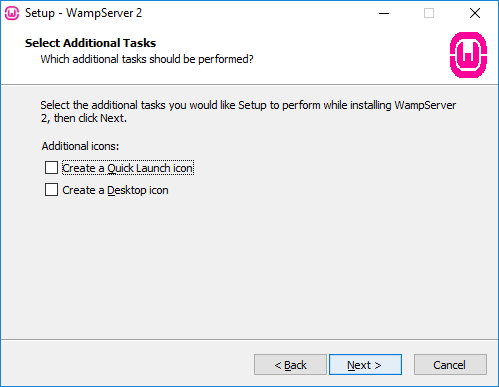 Setup - WampServer 2
Select Additional Tasks
Which additional tasks should be performed?
Select the additional tasks you would like Setup to perform while installing WampServer
2, then click Next.
Additional icons:
Create a Quick Launch icon
Create a Desktop icon
< Back
Next >
Cancel